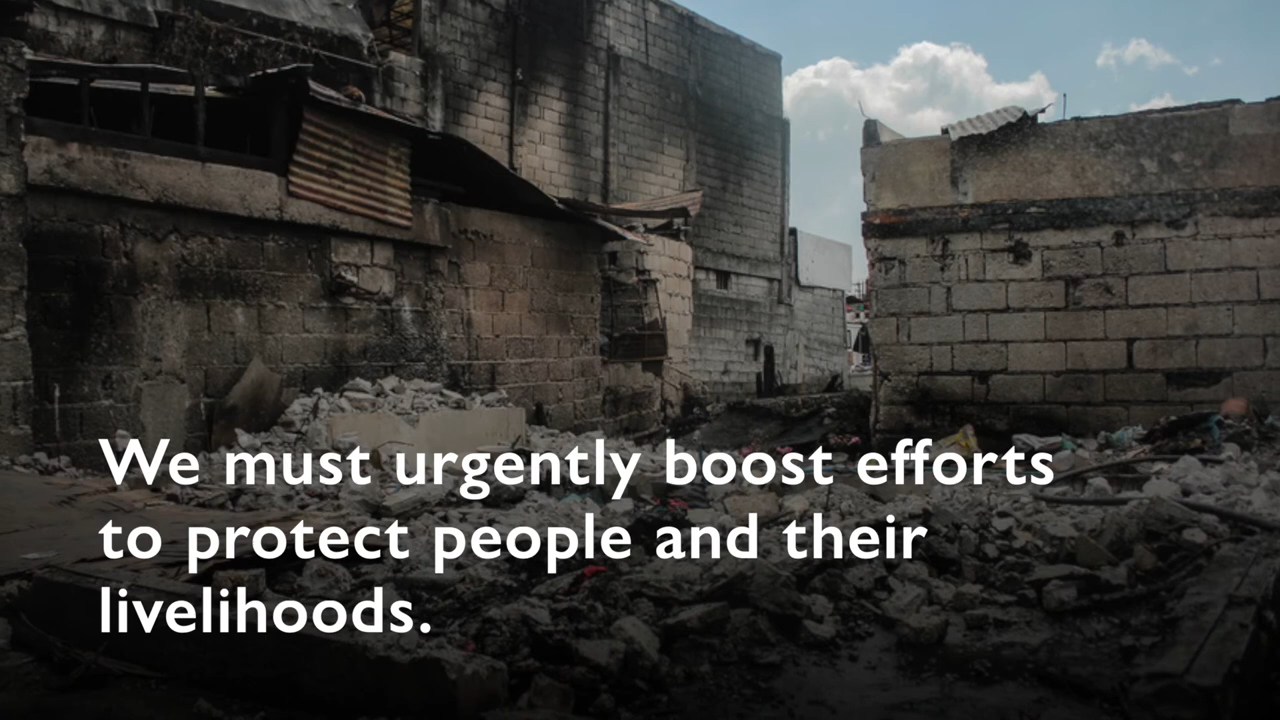 We must urgently boost efforts
to protect people and their
livelihoods.